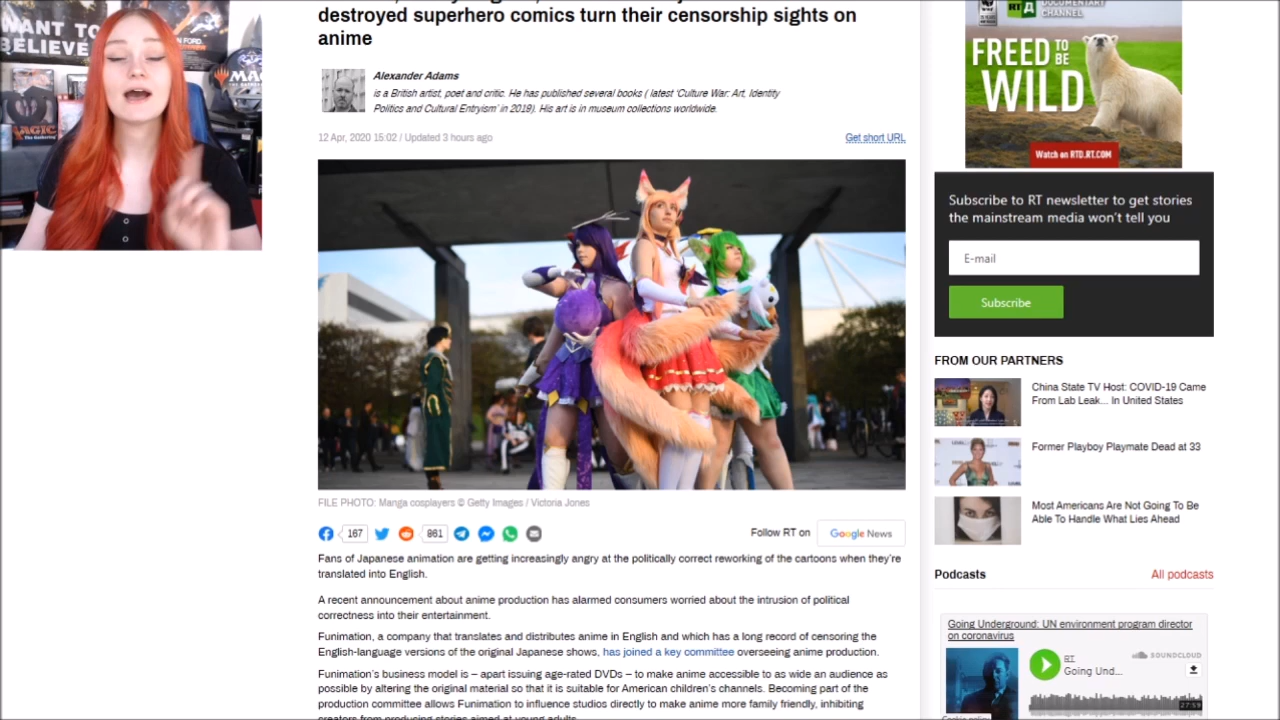 WANT TO
BELIEVE
MAGIC
destroyed superhero comics turn their censorship sights on
anime
Alexander Adams
is a British artist, poet and critic. He has published several books ( latest ‘Culture War: Art, Identity
Politics and Cultural Entryism’ in 2019). His art is in museum collections worldwide.
12 Apr, 2020 15:02 / Updated 3 hours ago
Get short URL
FILE PHOTO: Manga cosplayers © Getty Images / Victoria Jones
167
861
Follow RT on
Google News
Fans of Japanese animation are getting increasingly angry at the politically correct reworking of the cartoons when they’re
translated into English.
A recent announcement about anime production has alarmed consumers worried about the intrusion of political
correctness into their entertainment.
Funimation, a company that translates and distributes anime in English and which has a long record of censoring the
English-language versions of the original Japanese shows, has joined a key committee overseeing anime production.
Funimation’s business model is – apart issuing age-rated DVDs – to make anime accessible to as wide an audience as
possible by altering the original material so that it is suitable for American children’s channels. Becoming part of the
production committee allows Funimation to influence studios directly to make anime more family friendly, inhibiting
creators from producing stories aimed at young adults.
WWF
RT
DOCUMENTARY
CHANNEL
FREED TO BE
WILD
Watch on RTD.RT.COM
Subscribe to RT newsletter to get stories
the mainstream media won’t tell you
E-mail
Subscribe
FROM OUR PARTNERS
China State TV Host: COVID-19 Came
From Lab Leak... In United States
Former Playboy Playmate Dead at 33
Most Americans Are Not Going To Be
Able To Handle What Lies Ahead
Podcasts
All podcasts
Going Underground: UN environment program director
on coronavirus
SOUNDCLOUD
RT
Going Und...
27:59
Cookie policy